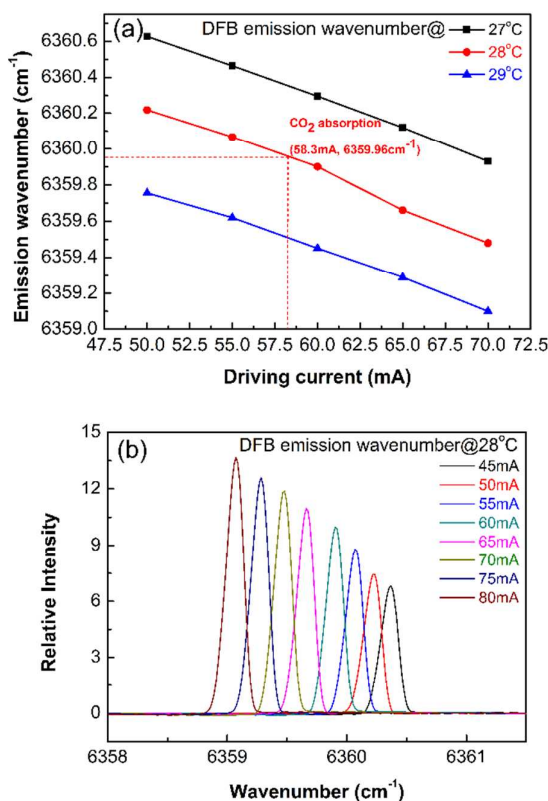 (a)
DFB emission wavenumber@
27°C
28°C
29°C
CO2 absorption
(58.3mA, 6359.96cm-1)
Emission wavenumber (cm-1)
6360.6
6360.4
6360.2
6360.0
6359.8
6359.6
6359.4
6359.2
6359.0
47.5 50.0 52.5 55.0 57.5 60.0 62.5 65.0 67.5 70.0 72.5
Driving current (mA)
(b)
DFB emission wavenumber@28°C
45mA
50mA
55mA
60mA
65mA
70mA
75mA
80mA
Relative Intensity
15
12
9
6
3
0
6358 6359 6360 6361
Wavenumber (cm-1)